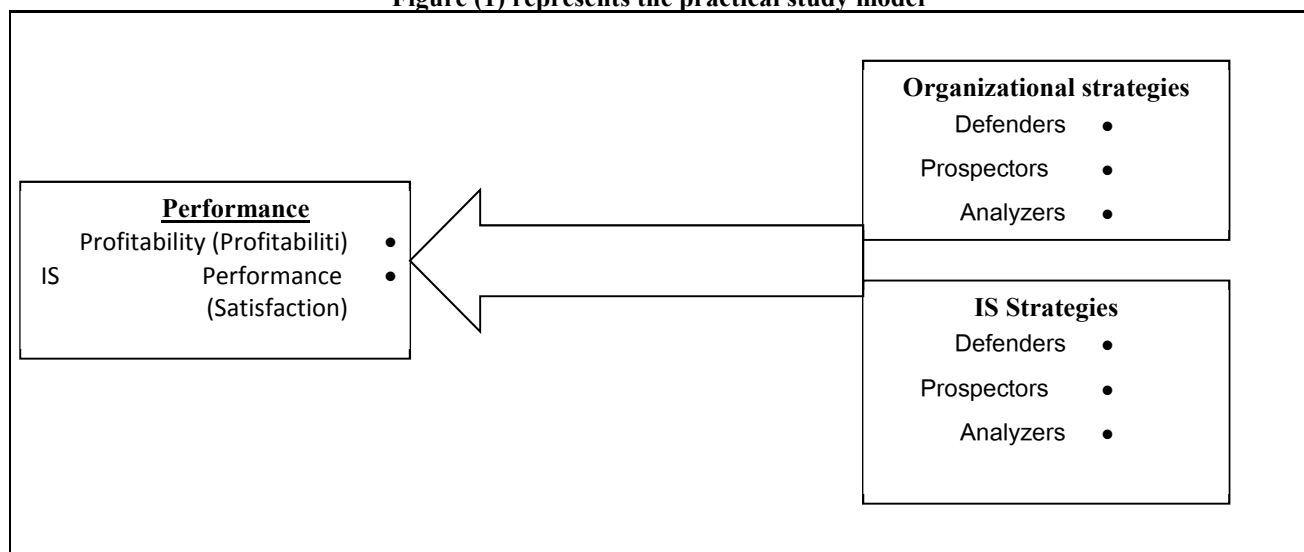 Figure (1) represents the practical study model
Organizational strategies
Defenders •
Prospectors •
Analyzers •
Performance
Profitability (Profitabiliti) •
IS Performance •
(Satisfaction)
IS Strategies
Defenders •
Prospectors •
Analyzers •